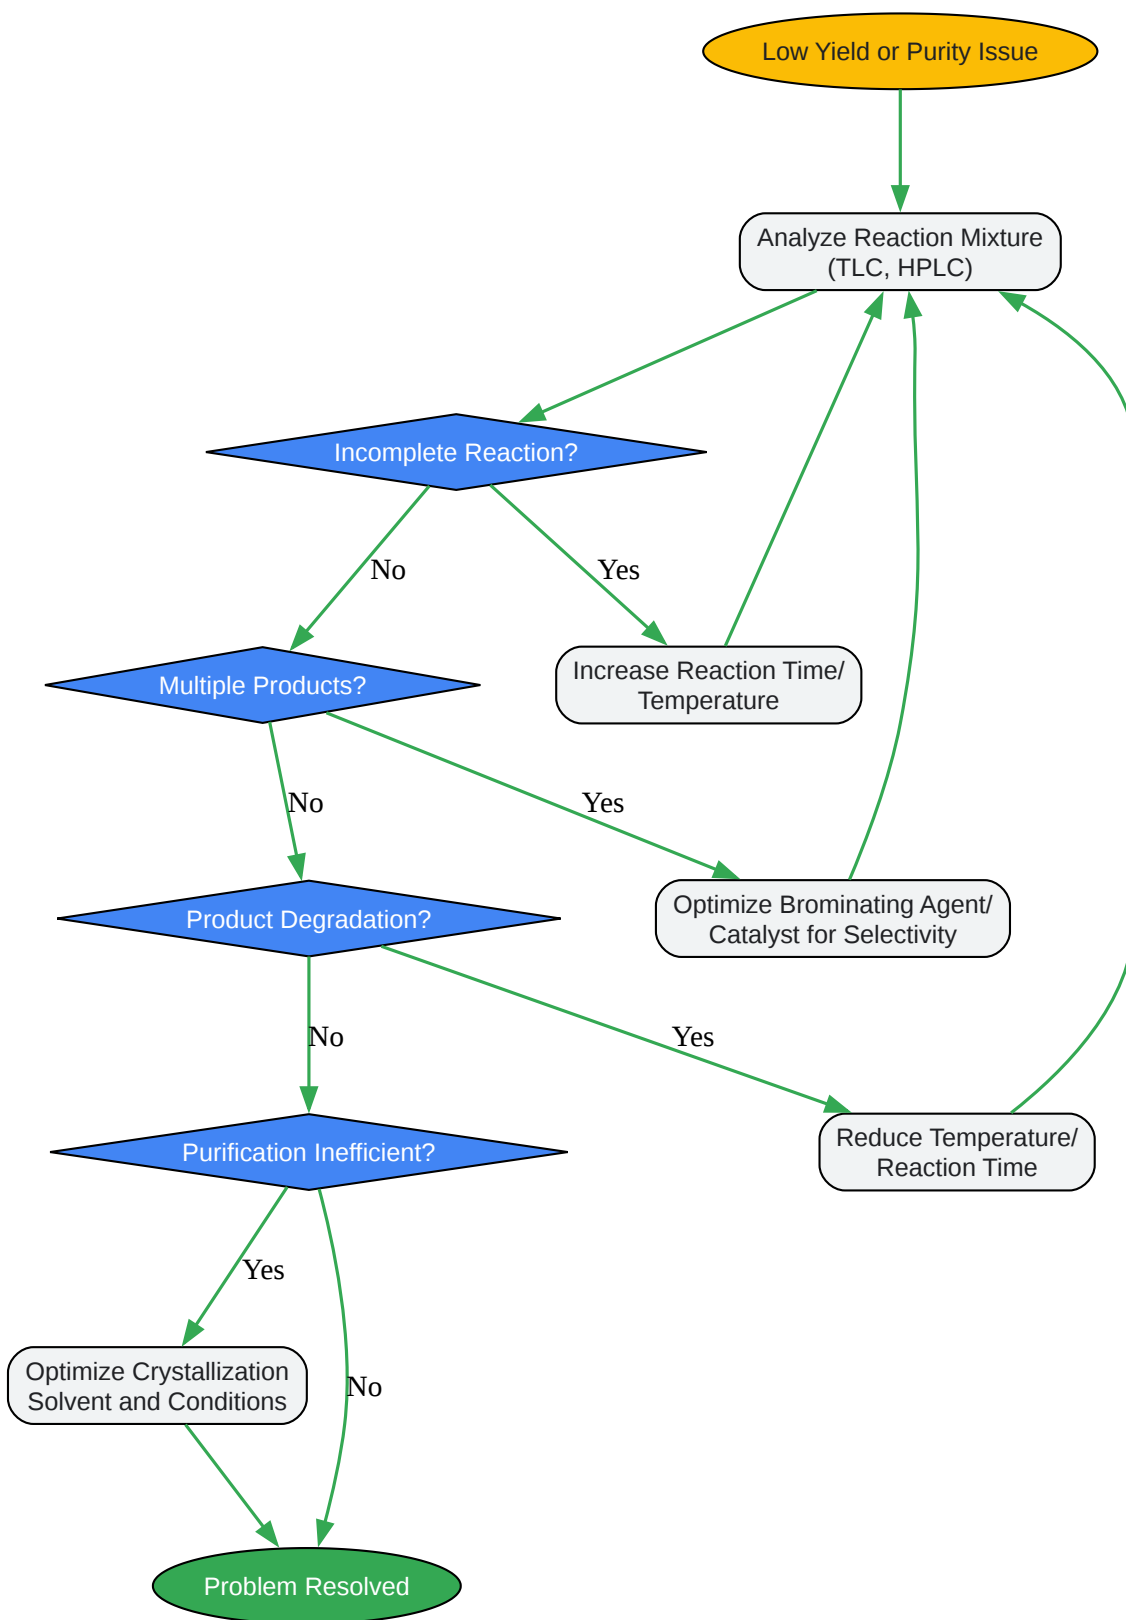 Low Yield or Purity Issue
Analyze Reaction Mixture
(TLC, HPLC)
Incomplete Reaction?
No
Yes
Multiple Products?
Increase Reaction Time/
Temperature
No
Yes
Product Degradation?
Optimize Brominating Agent/
Catalyst for Selectivity
No
Yes
Purification Inefficient?
Reduce Temperature/
Reaction Time
Yes
Optimize Crystallization
Solvent and Conditions
No
Problem Resolved